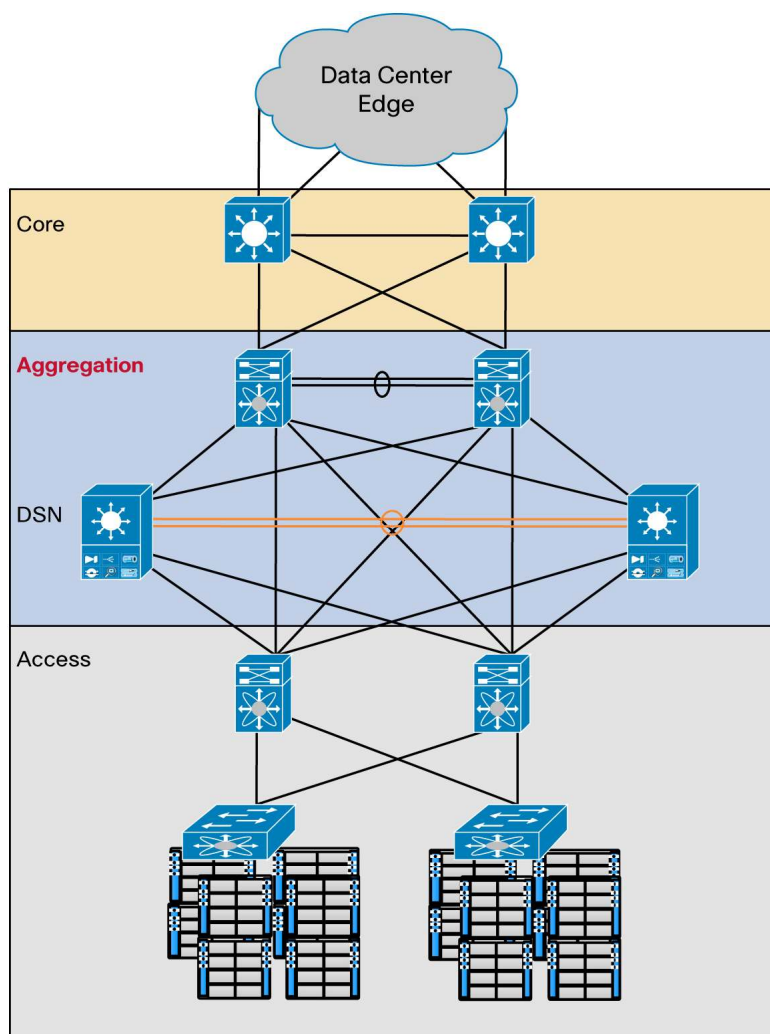 Data Center
Edge
Core
Aggregation
DSN
Access